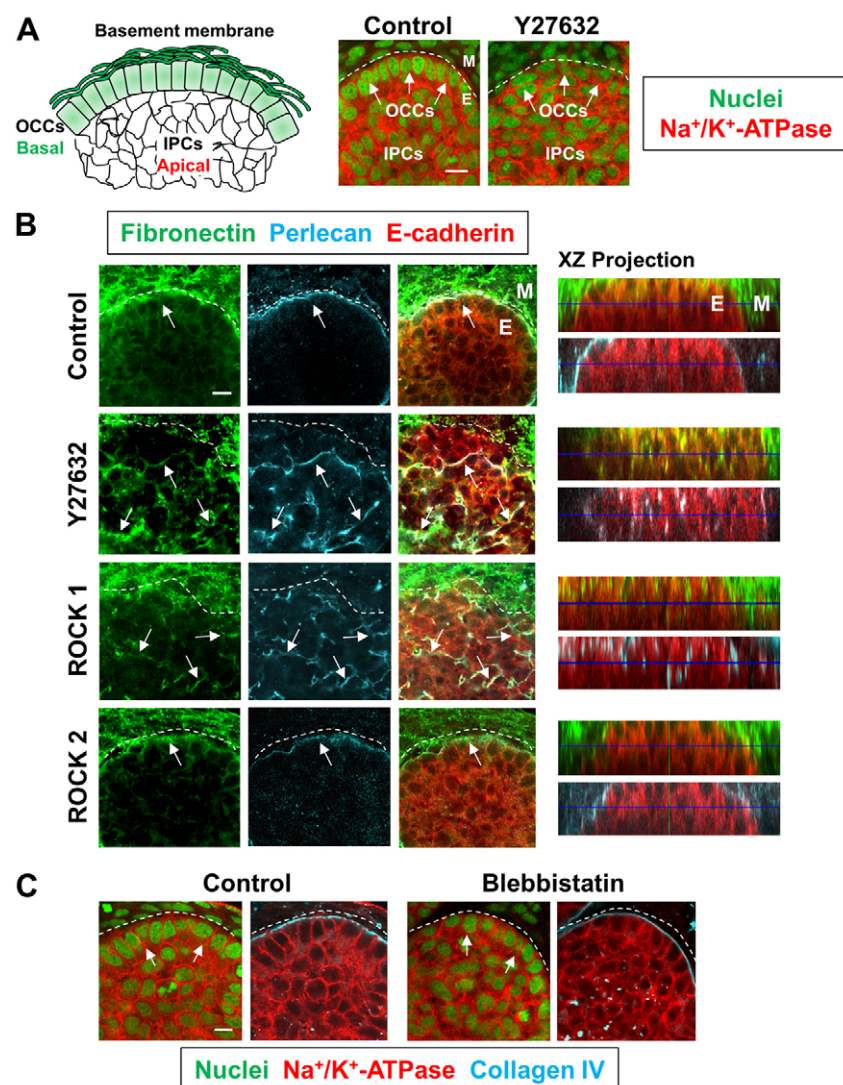 A
Basement membrane
OCCs
Basal
IPCs
Apical
Control
M
E
OCCs
IPCs
Y27632
OCCs
IPCs
Nuclei
Na⁺/K⁺-ATPase
B
Fibronectin Perlecan E-cadherin
XZ Projection
Control
M
E
E M
Y27632
ROCK 1
ROCK 2
C
Control
Blebbistatin
Nuclei Na⁺/K⁺-ATPase Collagen IV